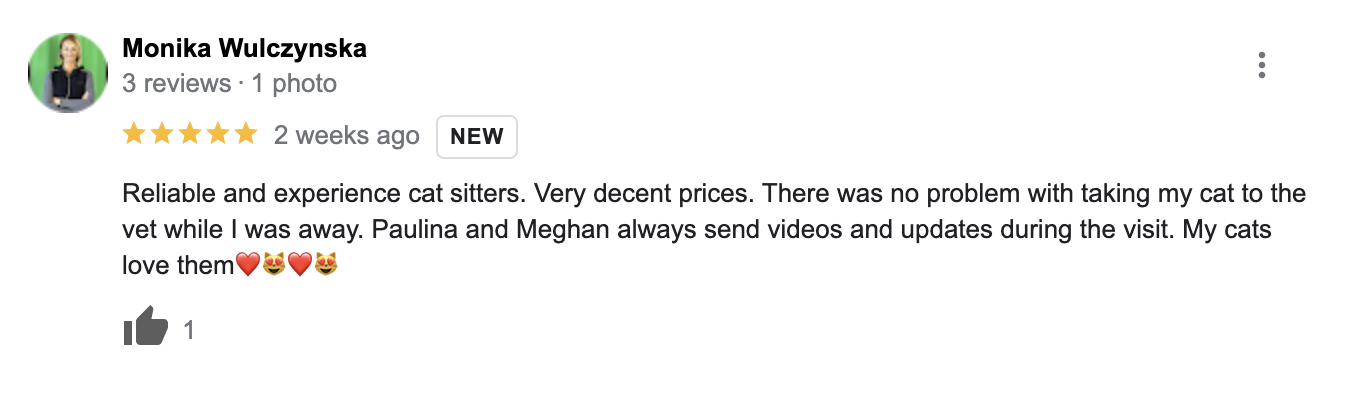 Monika Wulczynska
3 reviews · 1 photo
2 weeks ago NEW
Reliable and experience cat sitters. Very decent prices. There was no problem with taking my cat to the
vet while I was away. Paulina and Meghan always send videos and updates during the visit. My cats
love them❤️😻❤️😻
1